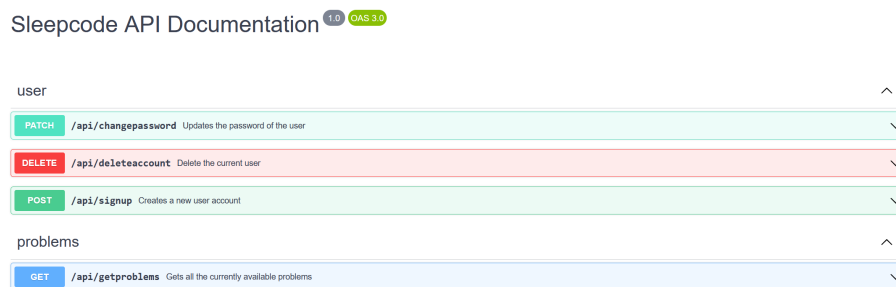 Sleepcode API Documentation 1.0 OAS 3.0
user
PATCH /api/changepassword Updates the password of the user
DELETE /api/deleteaccount Delete the current user
POST /api/signup Creates a new user account
problems
GET /api/getproblems Gets all the currently available problems